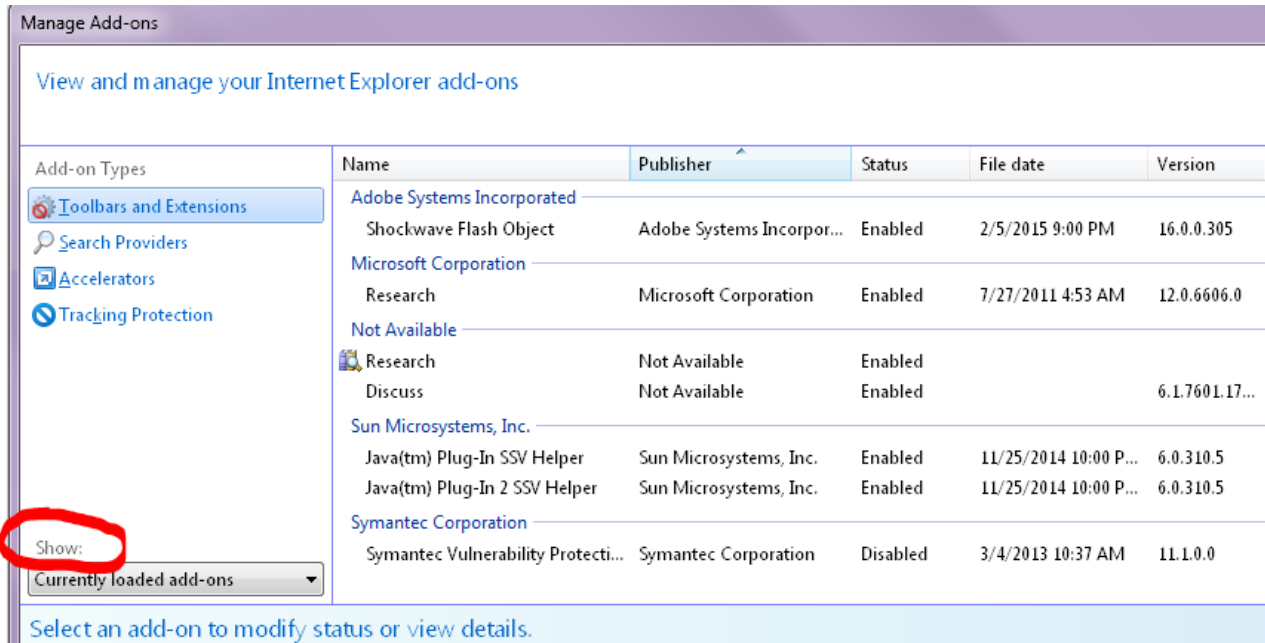 Manage Add-ons
View and manage your Internet Explorer add-ons
Add-on Types
Toolbars and Extensions
Search Providers
Accelerators
Tracking Protection
Show:
Currently loaded add-ons
Name Publisher Status File date Version
Adobe Systems Incorporated
Shockwave Flash Object Adobe Systems Incorpor... Enabled 2/5/2015 9:00 PM 16.0.0.305
Microsoft Corporation
Research Microsoft Corporation Enabled 7/27/2011 4:53 AM 12.0.6606.0
Not Available
Research Not Available Enabled
Discuss Not Available Enabled 6.1.7601.17...
Sun Microsystems, Inc.
Java(tm) Plug-In SSV Helper Sun Microsystems, Inc. Enabled 11/25/2014 10:00 P... 6.0.310.5
Java(tm) Plug-In 2 SSV Helper Sun Microsystems, Inc. Enabled 11/25/2014 10:00 P... 6.0.310.5
Symantec Corporation
Symantec Vulnerability Protecti... Symantec Corporation Disabled 3/4/2013 10:37 AM 11.1.0.0
Select an add-on to modify status or view details.